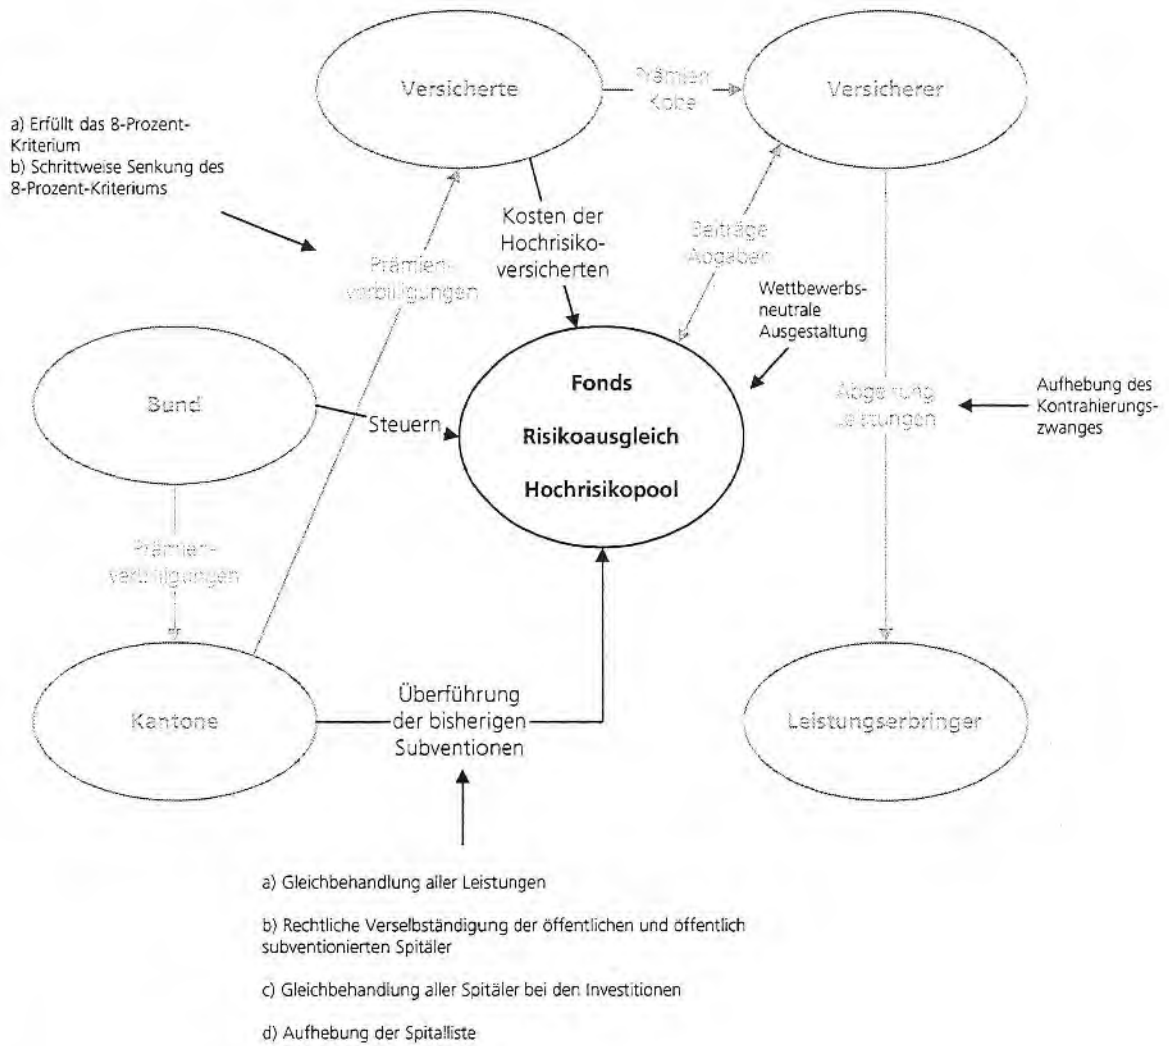 Versicherte
Prämien
Kobe
Versicherer
a) Erfüllt das 8-Prozent-
Kriterium
b) Schrittweise Senkung des
8-Prozent-Kriteriums
Kosten der
Hochrisiko-
versicherten
Beiträge
Abgaben
Prämien-
verbilligungen
Wettbewerbs-
neutrale
Ausgestaltung
Bund
Steuern
Fonds
Risikoausgleich
Hochrisikopool
Abgeltung
Leistungen
Aufhebung des
Kontrahierungs-
zwanges
Prämien-
verbilligungen
Kantone
Überführung
der bisherigen
Subventionen
Leistungserbringer
a) Gleichbehandlung aller Leistungen
b) Rechtliche Verselbständigung der öffentlichen und öffentlich
subventionierten Spitäler
c) Gleichbehandlung aller Spitäler bei den Investitionen
d) Aufhebung der Spitalliste